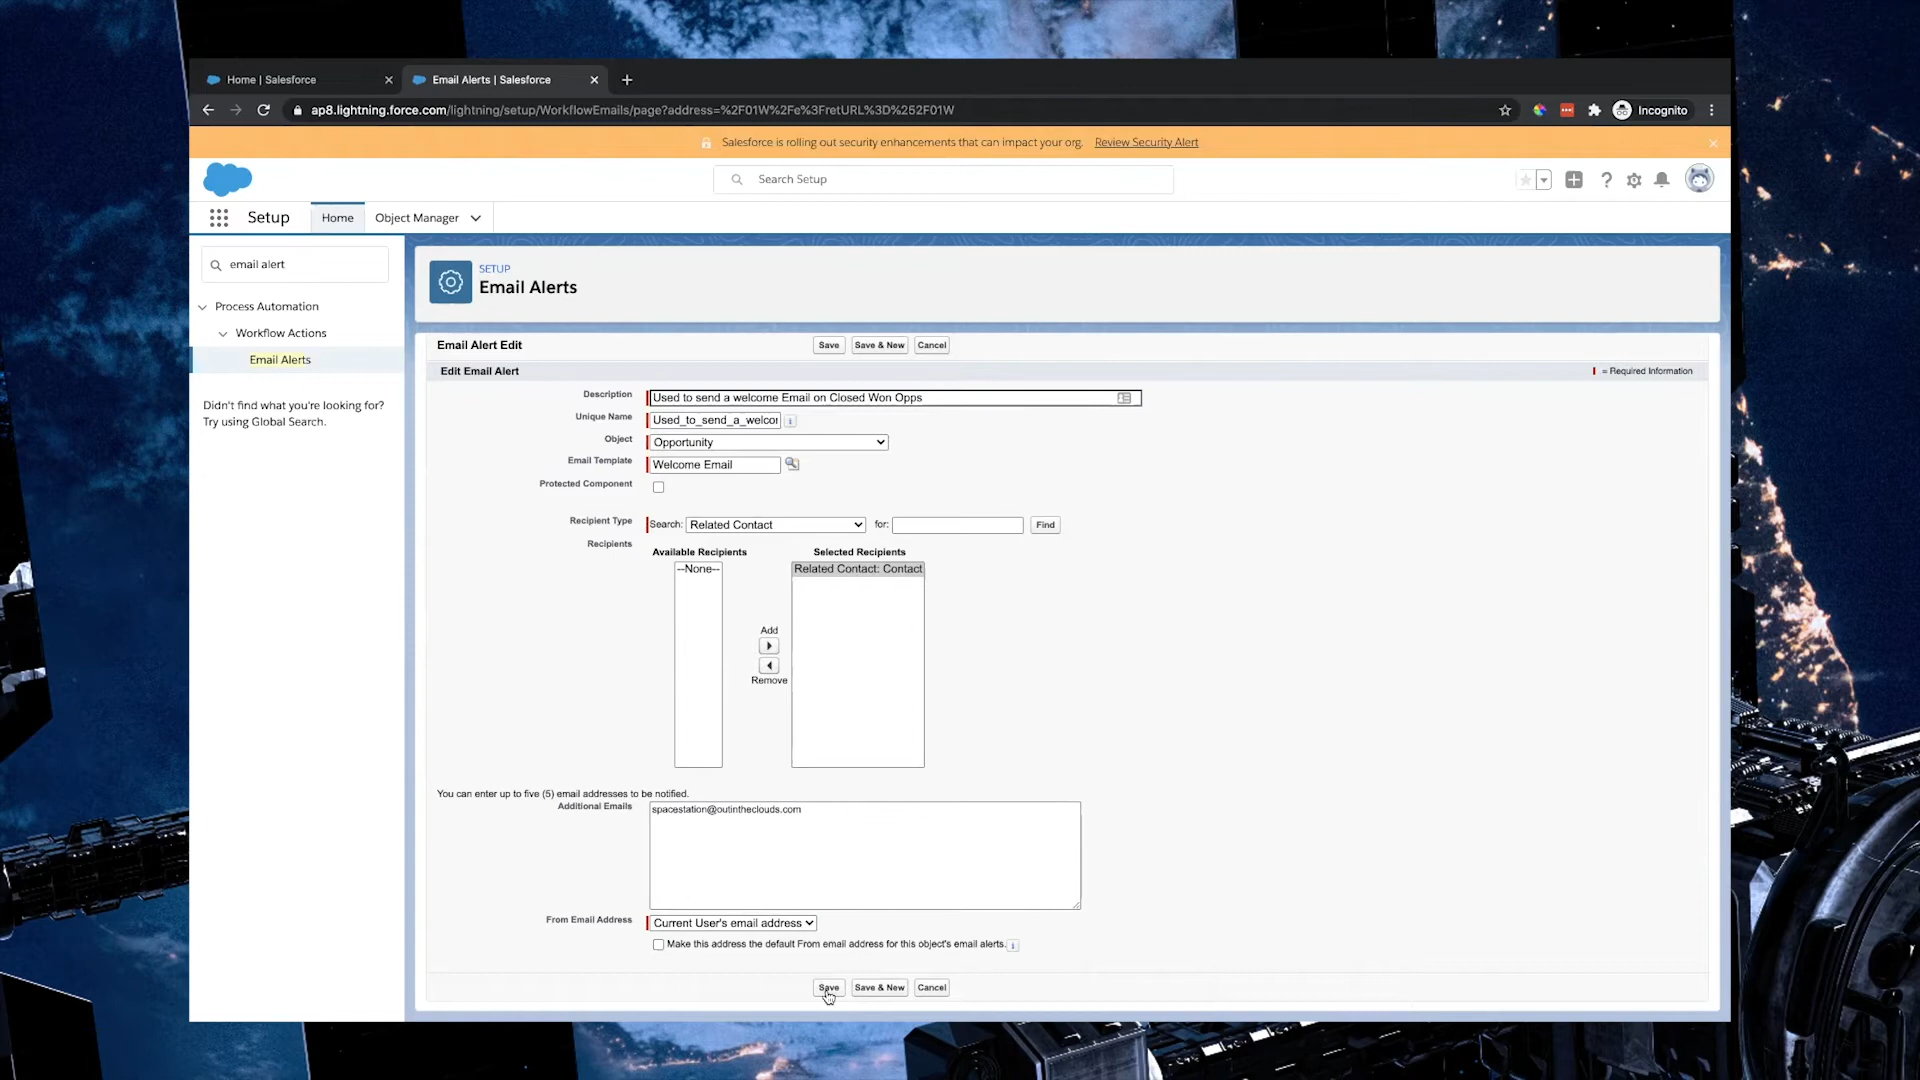 Home | Salesforce
Email Alerts | Salesforce
ap8.lightning.force.com/lightning/setup/WorkflowEmails/page?address=%2F01W%2Fe%3FretURL%3D%252F01W
Incognito
Salesforce is rolling out security enhancements that can impact your org. Review Security Alert
Search Setup
Setup
Home
Object Manager
email alert
Process Automation
Workflow Actions
Email Alerts
Didn't find what you're looking for?
Try using Global Search.
SETUP
Email Alerts
Email Alert Edit
Save
Save & New
Cancel
Edit Email Alert
= Required Information
Description
Used to send a welcome Email on Closed Won Opps
Unique Name
Used_to_send_a_welcor
Object
Opportunity
Email Template
Welcome Email
Protected Component
Recipient Type
Search: Related Contact
for:
Find
Recipients
Available Recipients
Selected Recipients
--None--
Related Contact: Contact
Add
Remove
You can enter up to five (5) email addresses to be notified.
Additional Emails
spacestation@outintheclouds.com
From Email Address
Current User's email address
Make this address the default From email address for this object's email alerts.
Save
Save & New
Cancel